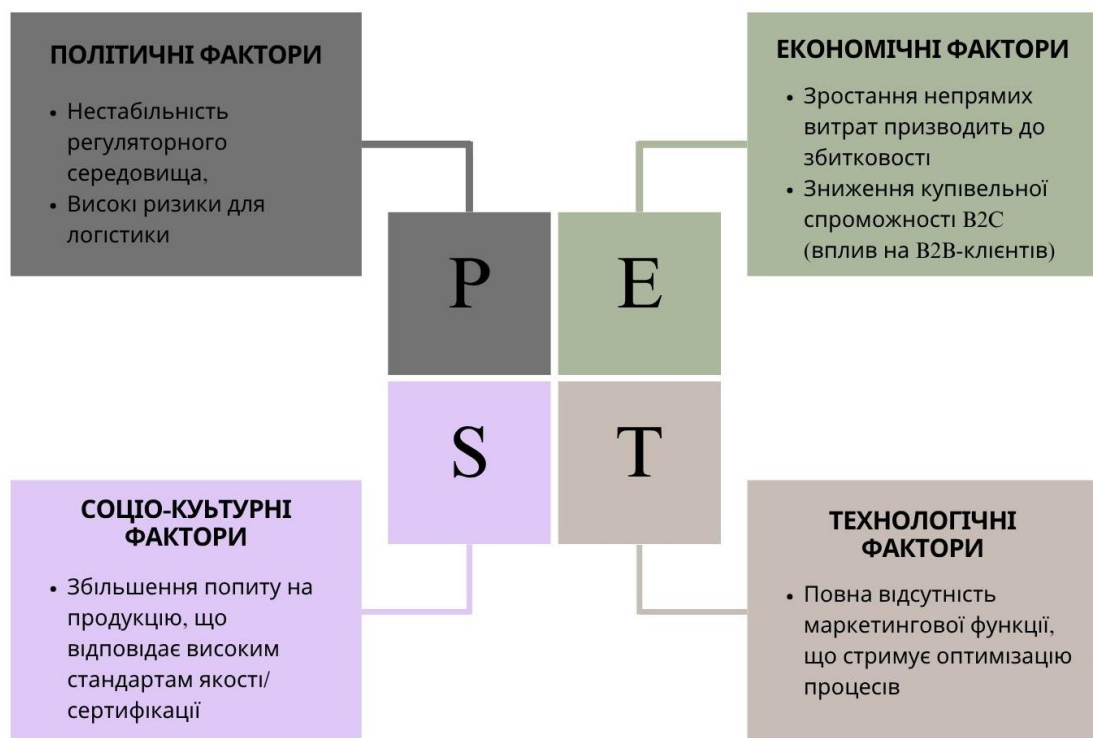 ПОЛІТИЧНІ ФАКТОРИ
• Нестабільність
регуляторного
середовища,
• Високі ризики для
логістики
ЕКОНОМІЧНІ ФАКТОРИ
• Зростання непрямих
витрат призводить до
збитковості
• Зниження купівельної
спроможності B2C
(вплив на B2B-клієнтів)
P
E
S
T
СОЦІО-КУЬТУРНІ
ФАКТОРИ
• Збільшення попиту на
продукцію, що
відповідає високим
стандартам якості/
сертифікації
ТЕХНОЛОГІЧНІ
ФАКТОРИ
• Повна відсутність
маркетингової функції,
що стримує оптимізацію
процесів